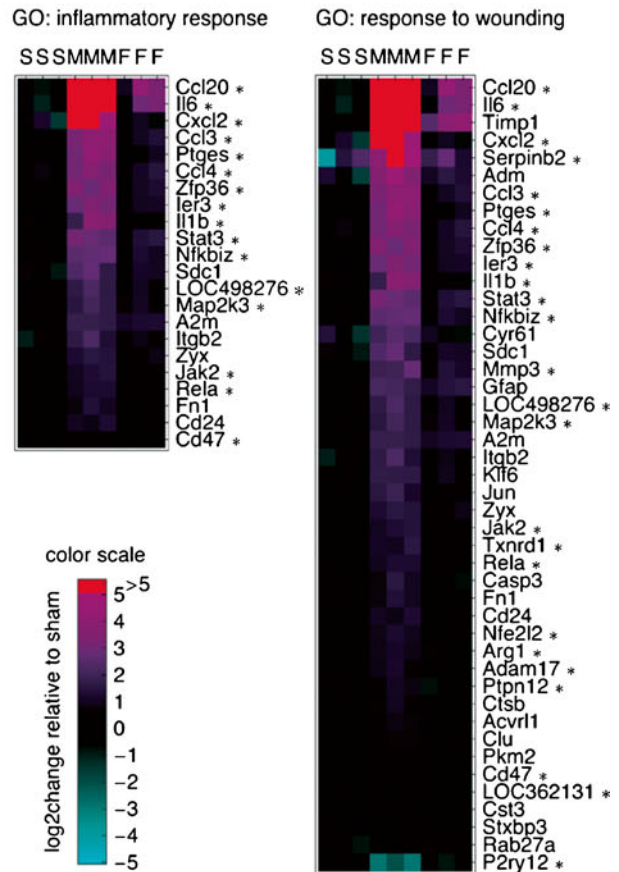 GO: inflammatory response
S S S M M M F F F
Ccl20 *
Il6 *
Cxcl2 *
Ccl3 *
Ptges *
Ccl4 *
Zfp36 *
Ier3 *
Il1b *
Stat3 *
Nfkbiz *
Sdc1
LOC498276 *
Map2k3 *
A2m
Itgb2
Zyx
Jak2 *
Rela *
Fn1
Cd24
Cd47 *
color scale
log2change relative to sham
>5
5
4
3
2
1
0
−1
−2
−3
−4
−5
GO: response to wounding
S S S M M M F F F
Ccl20 *
Il6 *
Timp1
Cxcl2 *
Serpinb2 *
Adm
Ccl3 *
Ptges *
Ccl4 *
Zfp36 *
Ier3 *
Il1b *
Stat3 *
Nfkbiz *
Cyr61
Sdc1
Mmp3 *
Gfap
LOC498276 *
Map2k3 *
A2m
Itgb2
Klf6
Jun
Zyx
Jak2 *
Txnrd1 *
Rela *
Casp3
Fn1
Cd24
Nfe2l2 *
Arg1 *
Adam17 *
Ptpn12 *
Ctsb
Acvrl1
Clu
Pkm2
Cd47 *
LOC362131 *
Cst3
Stxbp3
Rab27a
P2ry12 *